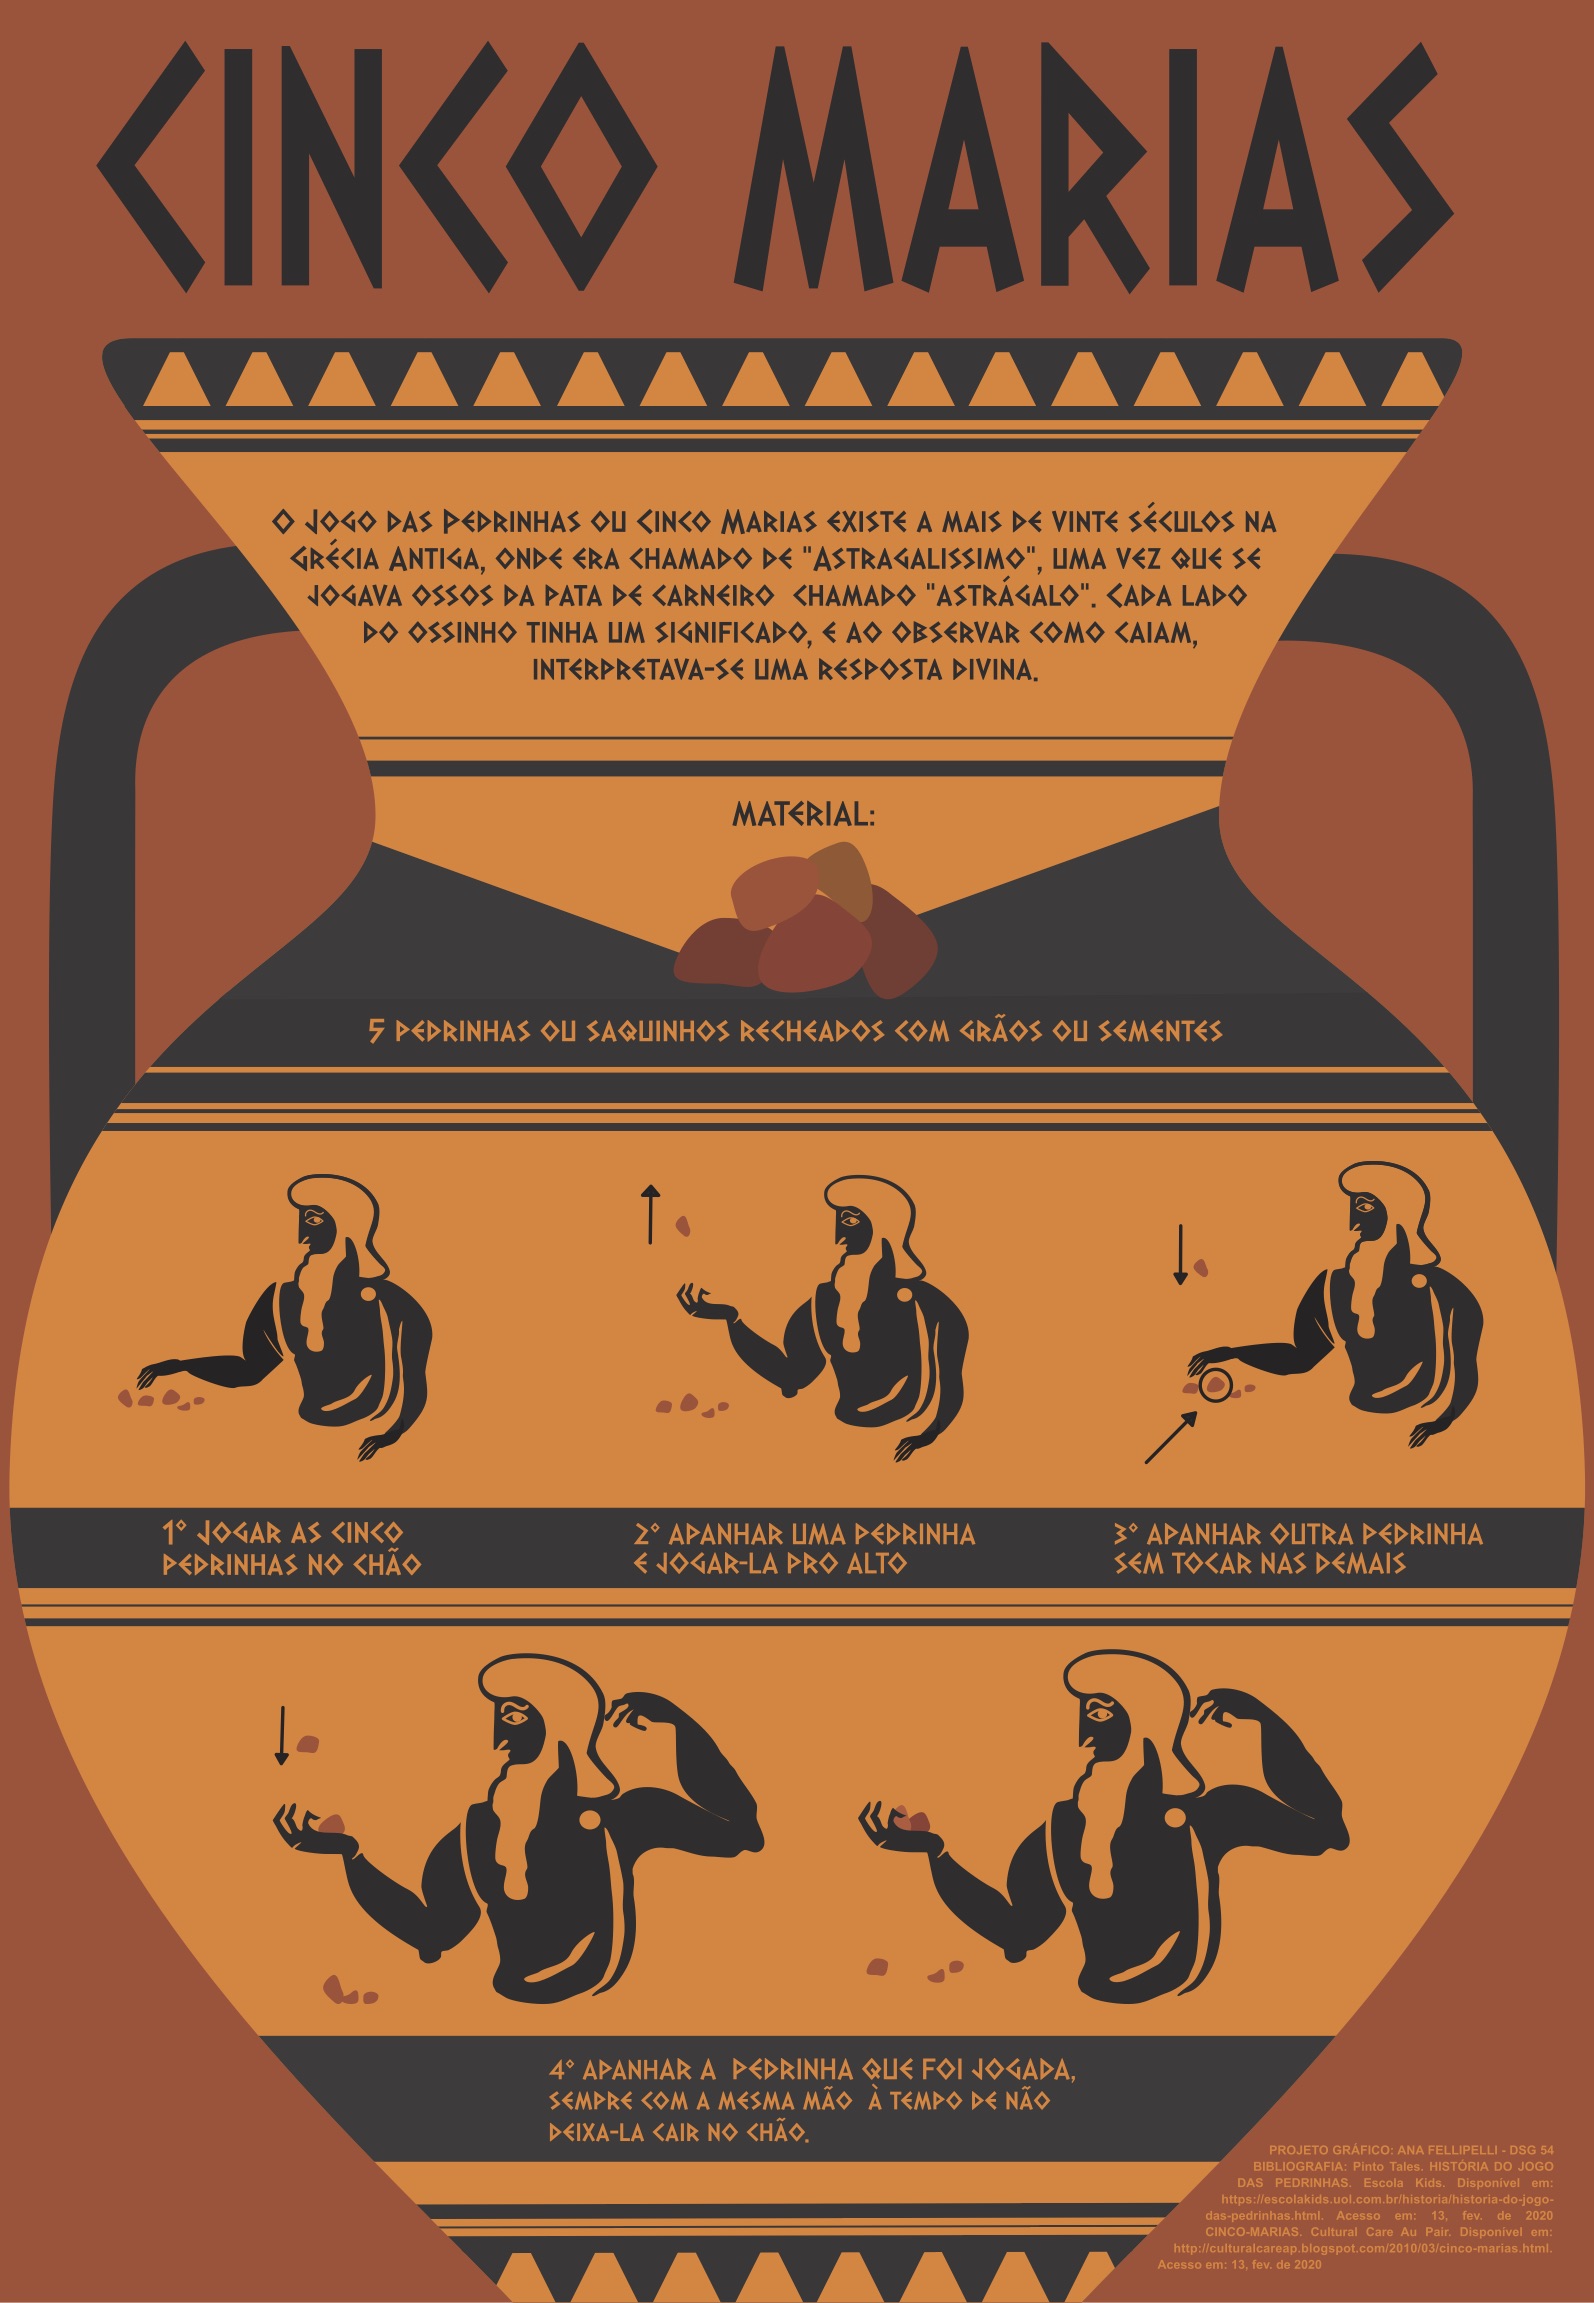 CINCO MARIAS
O JOGO DAS PEDRINHAS OU CINCO MARIAS EXISTE A MAIS DE VINTE SÉCULOS NA
GRÉCIA ANTIGA, ONDE ERA CHAMADO DE "ASTRAGALISSIMO", UMA VEZ QUE SE
JOGAVA OSSOS DA PATA DE CARNEIRO CHAMADO "ASTRÁGALO". CADA LADO
DO OSSINHO TINHA UM SIGNIFICADO, E AO OBSERVAR COMO CAIAM,
INTERPRETAVA-SE UMA RESPOSTA DIVINA.
MATERIAL:
5 PEDRINHAS OU SAQUINHOS RECHEADOS COM GRÃOS OU SEMENTES
1° JOGAR AS CINCO
PEDRINHAS NO CHÃO
2° APANHAR UMA PEDRINHA
E JOGAR-LA PRO ALTO
3° APANHAR OUTRA PEDRINHA
SEM TOCAR NAS DEMAIS
4° APANHAR A PEDRINHA QUE FOI JOGADA,
SEMPRE COM A MESMA MÃO À TEMPO DE NÃO
DEIXA-LA CAIR NO CHÃO.
PROJETO GRÁFICO: ANA FELLIPELLI - DSG 54
BIBLIOGRAFIA: Pinto Tales. HISTÓRIA DO JOGO
DAS PEDRINHAS. Escola Kids. Disponível em:
https://escolakids.uol.com.br/historia/historia-do-jogo-
das-pedrinhas.html. Acesso em: 13, fev. de 2020
CINCO-MARIAS. Cultural Care Au Pair. Disponível em:
http://culturalcareap.blogspot.com/2010/03/cinco-marias.html.
Acesso em: 13, fev. de 2020